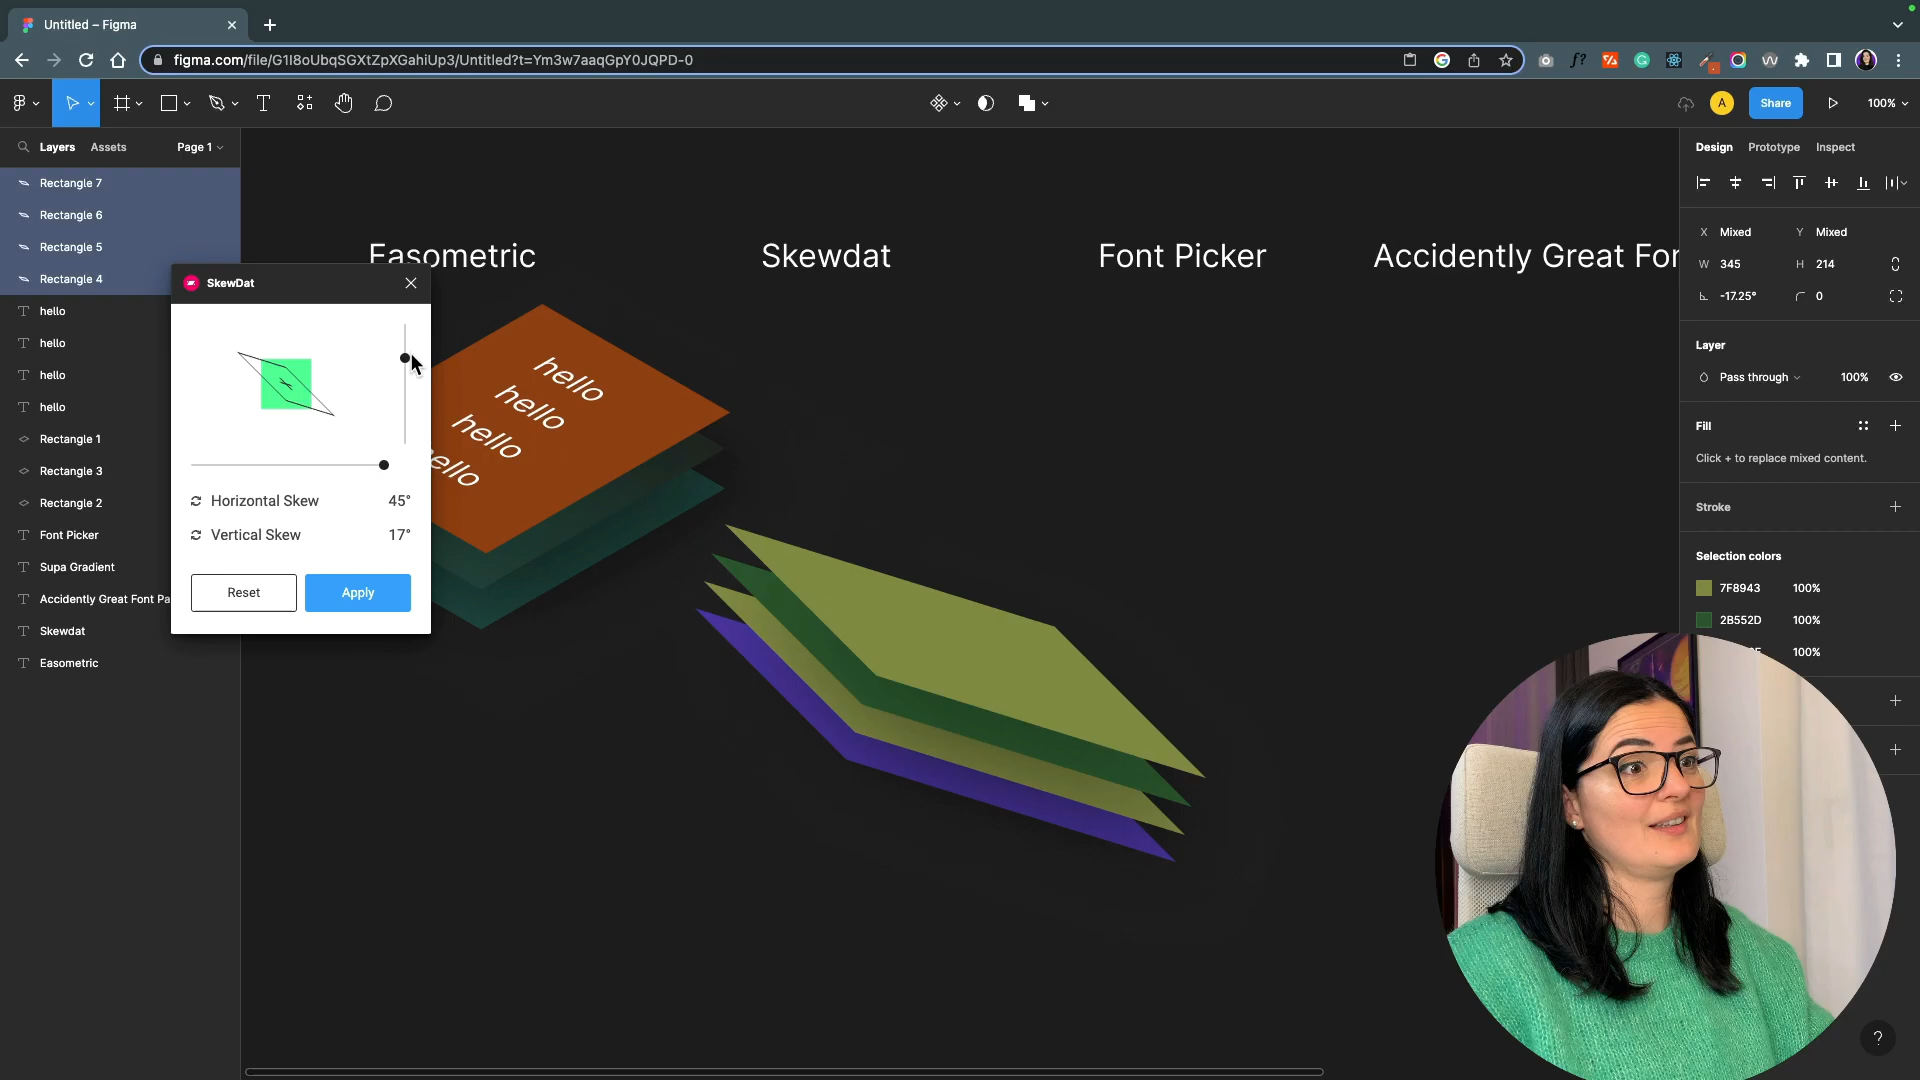 Untitled – Figma
figma.com/file/G1I8oUbqSGXtZpXGahiUp3/Untitled?t=Ym3w7aaqGpY0JQPD-0
A
Share
100%
Layers
Assets
Page 1
Design
Prototype
Inspect
Rectangle 7
Rectangle 6
Rectangle 5
Rectangle 4
hello
hello
hello
hello
Rectangle 1
Rectangle 3
Rectangle 2
Font Picker
Supa Gradient
Accidently Great Font Pa
Skewdat
Easometric
SkewDat
Horizontal Skew
45°
Vertical Skew
17°
Reset
Apply
Easometric
Skewdat
Font Picker
Accidently Great For
hello
hello
hello
hello
X
Mixed
Y
Mixed
W
345
H
214
-17.25°
0
Layer
Pass through
100%
Fill
Click + to replace mixed content.
Stroke
Selection colors
7F8943
100%
2B552D
100%
100%
?